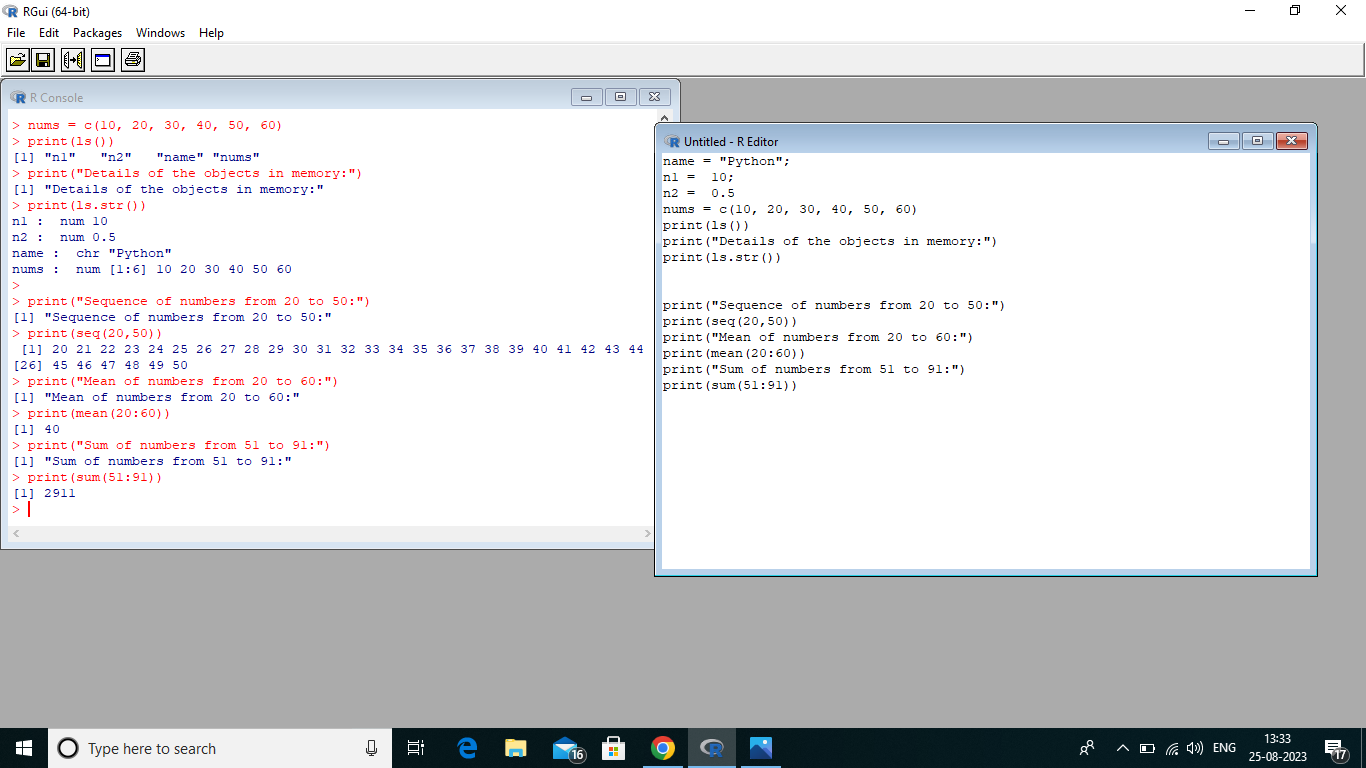 RGui (64-bit)
File Edit Packages Windows Help
R Console
> nums = c(10, 20, 30, 40, 50, 60)
> print(ls())
[1] "n1"   "n2"   "name" "nums"
> print("Details of the objects in memory:")
[1] "Details of the objects in memory:"
> print(ls.str())
n1 :  num 10
n2 :  num 0.5
name :  chr "Python"
nums :  num [1:6] 10 20 30 40 50 60
>
> print("Sequence of numbers from 20 to 50:")
[1] "Sequence of numbers from 20 to 50:"
> print(seq(20,50))
 [1] 20 21 22 23 24 25 26 27 28 29 30 31 32 33 34 35 36 37 38 39 40 41 42 43 44
[26] 45 46 47 48 49 50
> print("Mean of numbers from 20 to 60:")
[1] "Mean of numbers from 20 to 60:"
> print(mean(20:60))
[1] 40
> print("Sum of numbers from 51 to 91:")
[1] "Sum of numbers from 51 to 91:"
> print(sum(51:91))
[1] 2911
>
Untitled - R Editor
name = "Python";
n1 =  10;
n2 =  0.5
nums = c(10, 20, 30, 40, 50, 60)
print(ls())
print("Details of the objects in memory:")
print(ls.str())
print("Sequence of numbers from 20 to 50:")
print(seq(20,50))
print("Mean of numbers from 20 to 60:")
print(mean(20:60))
print("Sum of numbers from 51 to 91:")
print(sum(51:91))
Type here to search
16
ENG
13:33
25-08-2023
17